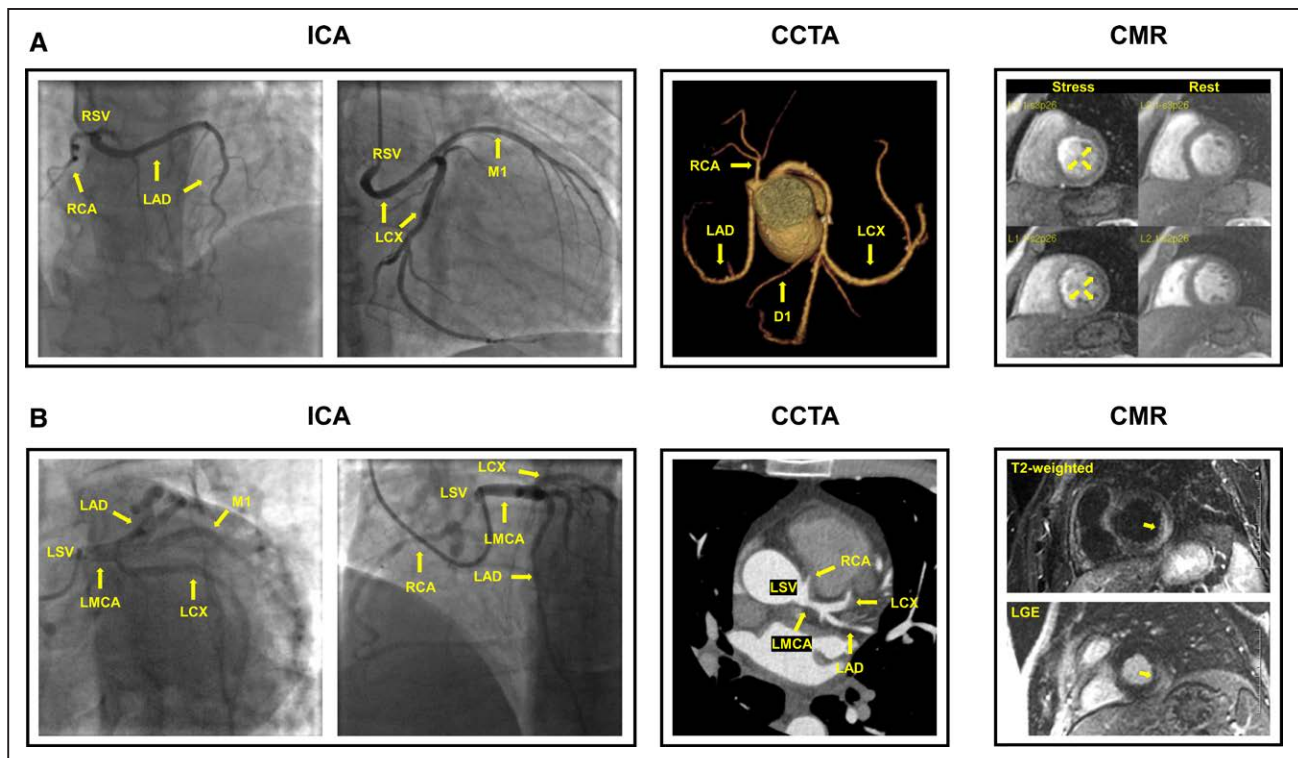 A
ICA
CCTA
CMR
RSV
RCA
LAD
RSV
M1
LCX
RCA
LAD
LCX
D1
Stress
Rest
B
ICA
CCTA
CMR
LAD
M1
LSV
LMCA
LCX
LCX
LSV
LMCA
RCA
LAD
RCA
LSV
LCX
LMCA
LAD
T2-weighted
LGE